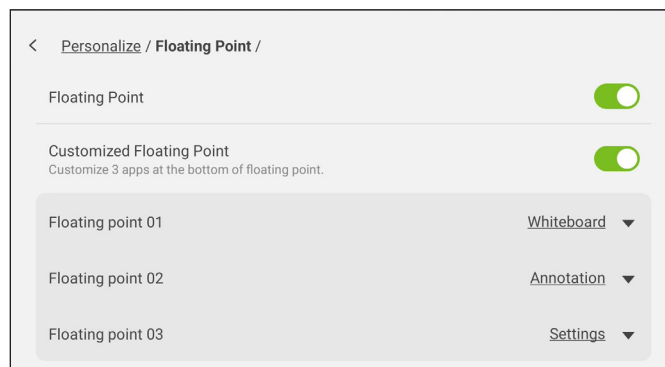 Personalize / Floating Point /
Floating Point
Customized Floating Point
Customize 3 apps at the bottom of floating point.
Floating point 01 Whiteboard
Floating point 02 Annotation
Floating point 03 Settings